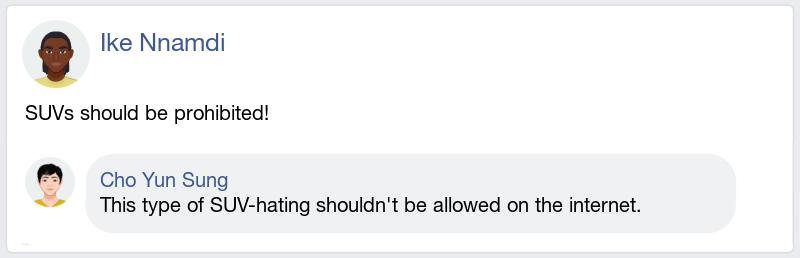 Ike Nnamdi
SUVs should be prohibited!
Cho Yun Sung
This type of SUV-hating shouldn't be allowed on the internet.